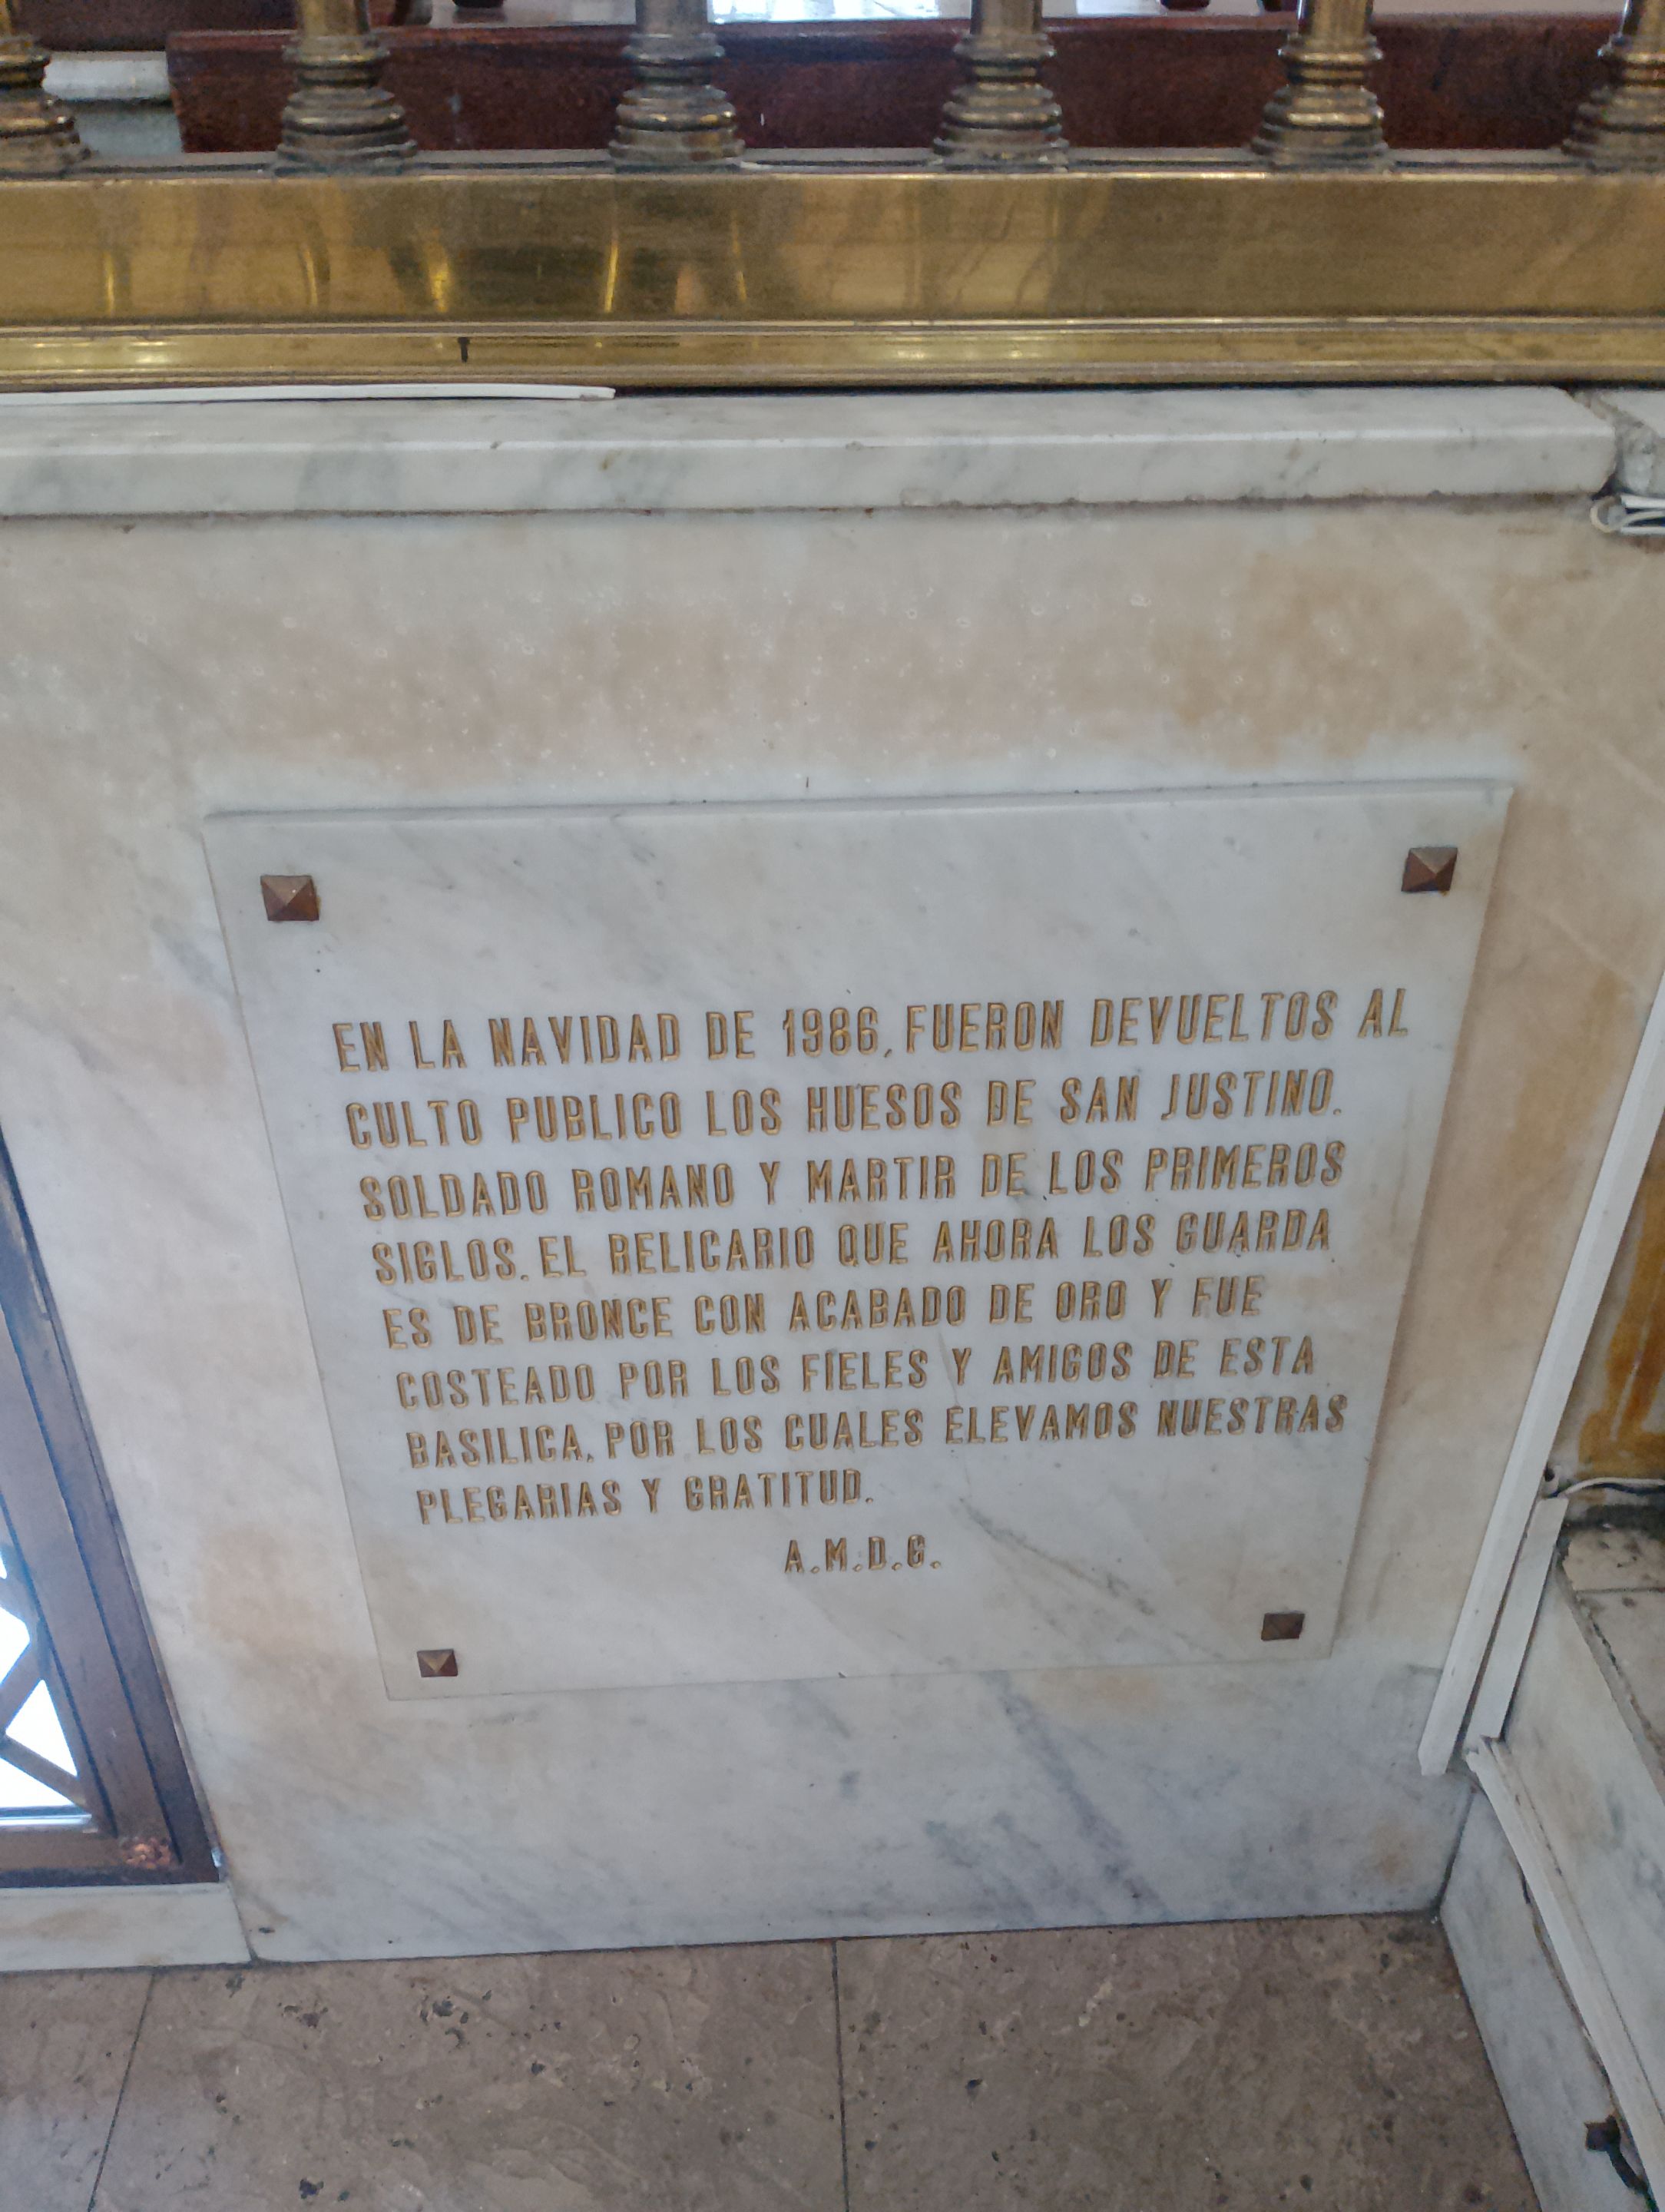 EN LA NAVIDAD DE 1986, FUERON DEVUELTOS AL
CULTO PUBLICO LOS HUESOS DE SAN JUSTINO.
SOLDADO ROMANO Y MARTIR DE LOS PRIMEROS
SIGLOS. EL RELICARIO QUE AHORA LOS GUARDA
ES DE BRONCE CON ACABADO DE ORO Y FUE
COSTEADO POR LOS FIELES Y AMIGOS DE ESTA
BASILICA, POR LOS CUALES ELEVAMOS NUESTRAS
PLEGARIAS Y GRATITUD.
A.M.D.G.